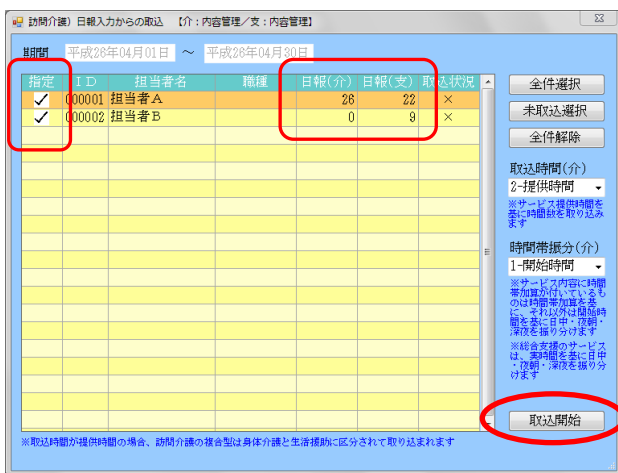 訪問介護）日報入力からの取込　【介：内容管理／支：内容管理】
期間　平成26年04月01日　～　平成26年04月30日
指定　ＩＤ　担当者名　職種　日報(介)　日報(支)　取込状況
✓　000001　担当者Ａ　26　22　×
✓　000002　担当者Ｂ　0　9　×
全件選択
未取込選択
全件解除
取込時間(介)
2-提供時間
※サービス提供時間を
基に時間数を取り込み
ます
時間帯振分(介)
1-開始時間
※サービス内容に時間
帯加算が付いているも
のは時間帯加算を基
に、それ以外は開始時
間を基に日中・夜朝・
深夜を振り分けます
※総合支援のサービス
は、実時間を基に日中
・夜朝・深夜を振り分
けます
取込開始
※取込時間が提供時間の場合、訪問介護の複合型は身体介護と生活援助に区分されて取り込まれます